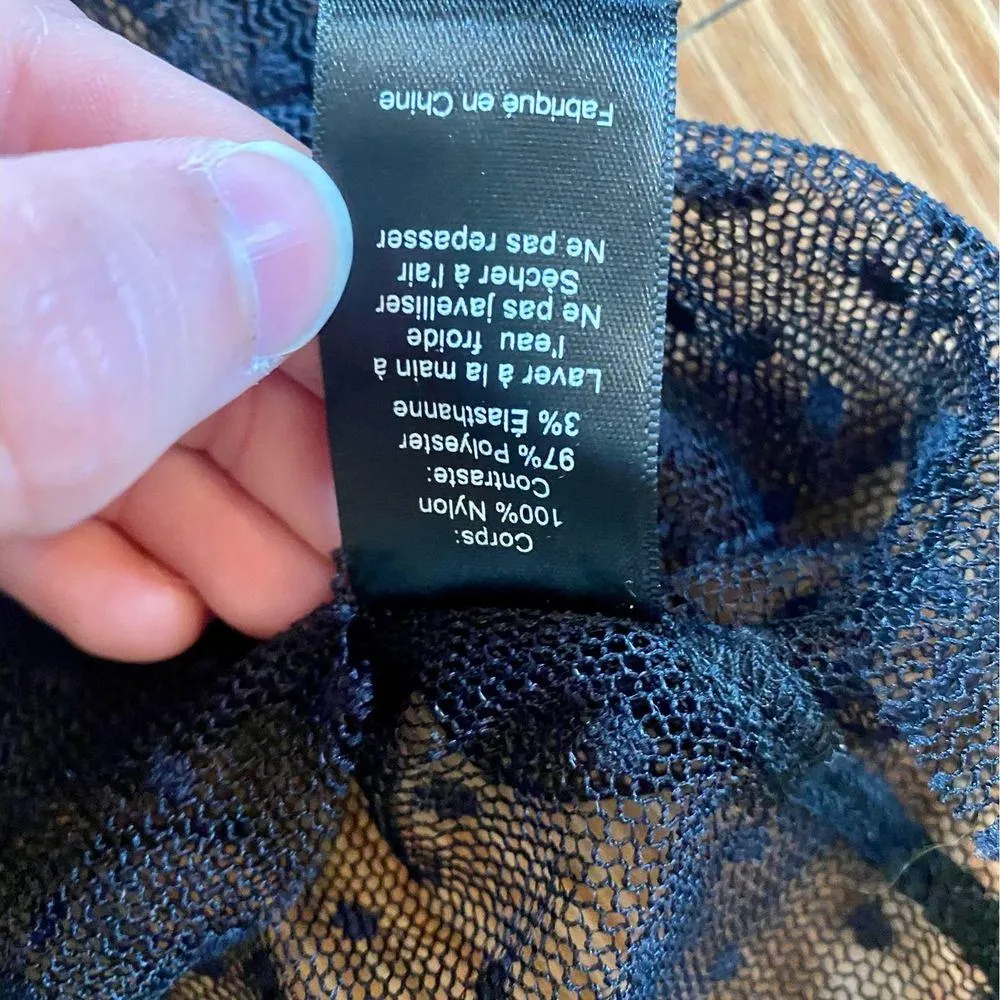 Corps:
100% Nylon
Contraste:
97% Polyester
3% Élasthanne
Laver à la main à
l'eau froide
Ne pas javelliser
Sècher à l'air
Ne pas repasser
Fabriqué en Chine